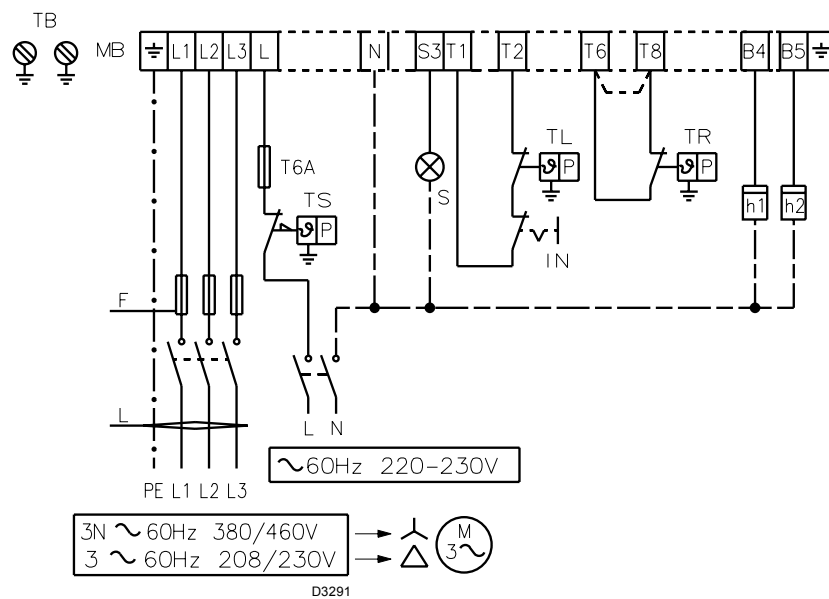 TB
MB L1 L2 L3 L N S3 T1 T2 T6 T8 B4 B5
T6A
TS
ϑ P
TL
ϑ P
TR
ϑ P
S
IN
h1 h2
F
L
L N
~60Hz 220-230V
PE L1 L2 L3
3N ~ 60Hz 380/460V
3 ~ 60Hz 208/230V
M
3~
D3291